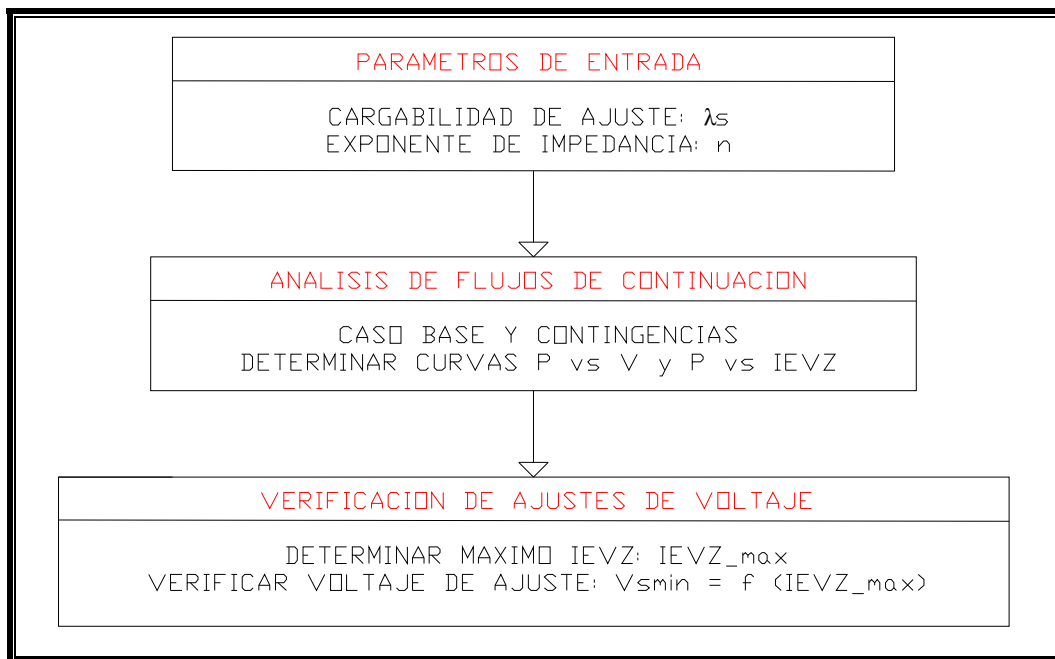 PARAMETROS DE ENTRADA
CARGABILIDAD DE AJUSTE: λs
EXPONENTE DE IMPEDANCIA: n
ANALISIS DE FLUJOS DE CONTINUACION
CASO BASE Y CONTINGENCIAS
DETERMINAR CURVAS P vs V y P vs IEVZ
VERIFICACION DE AJUSTES DE VOLTAJE
DETERMINAR MAXIMO IEVZ: IEVZ_max
VERIFICAR VOLTAJE DE AJUSTE: Vsmin = f (IEVZ_max)